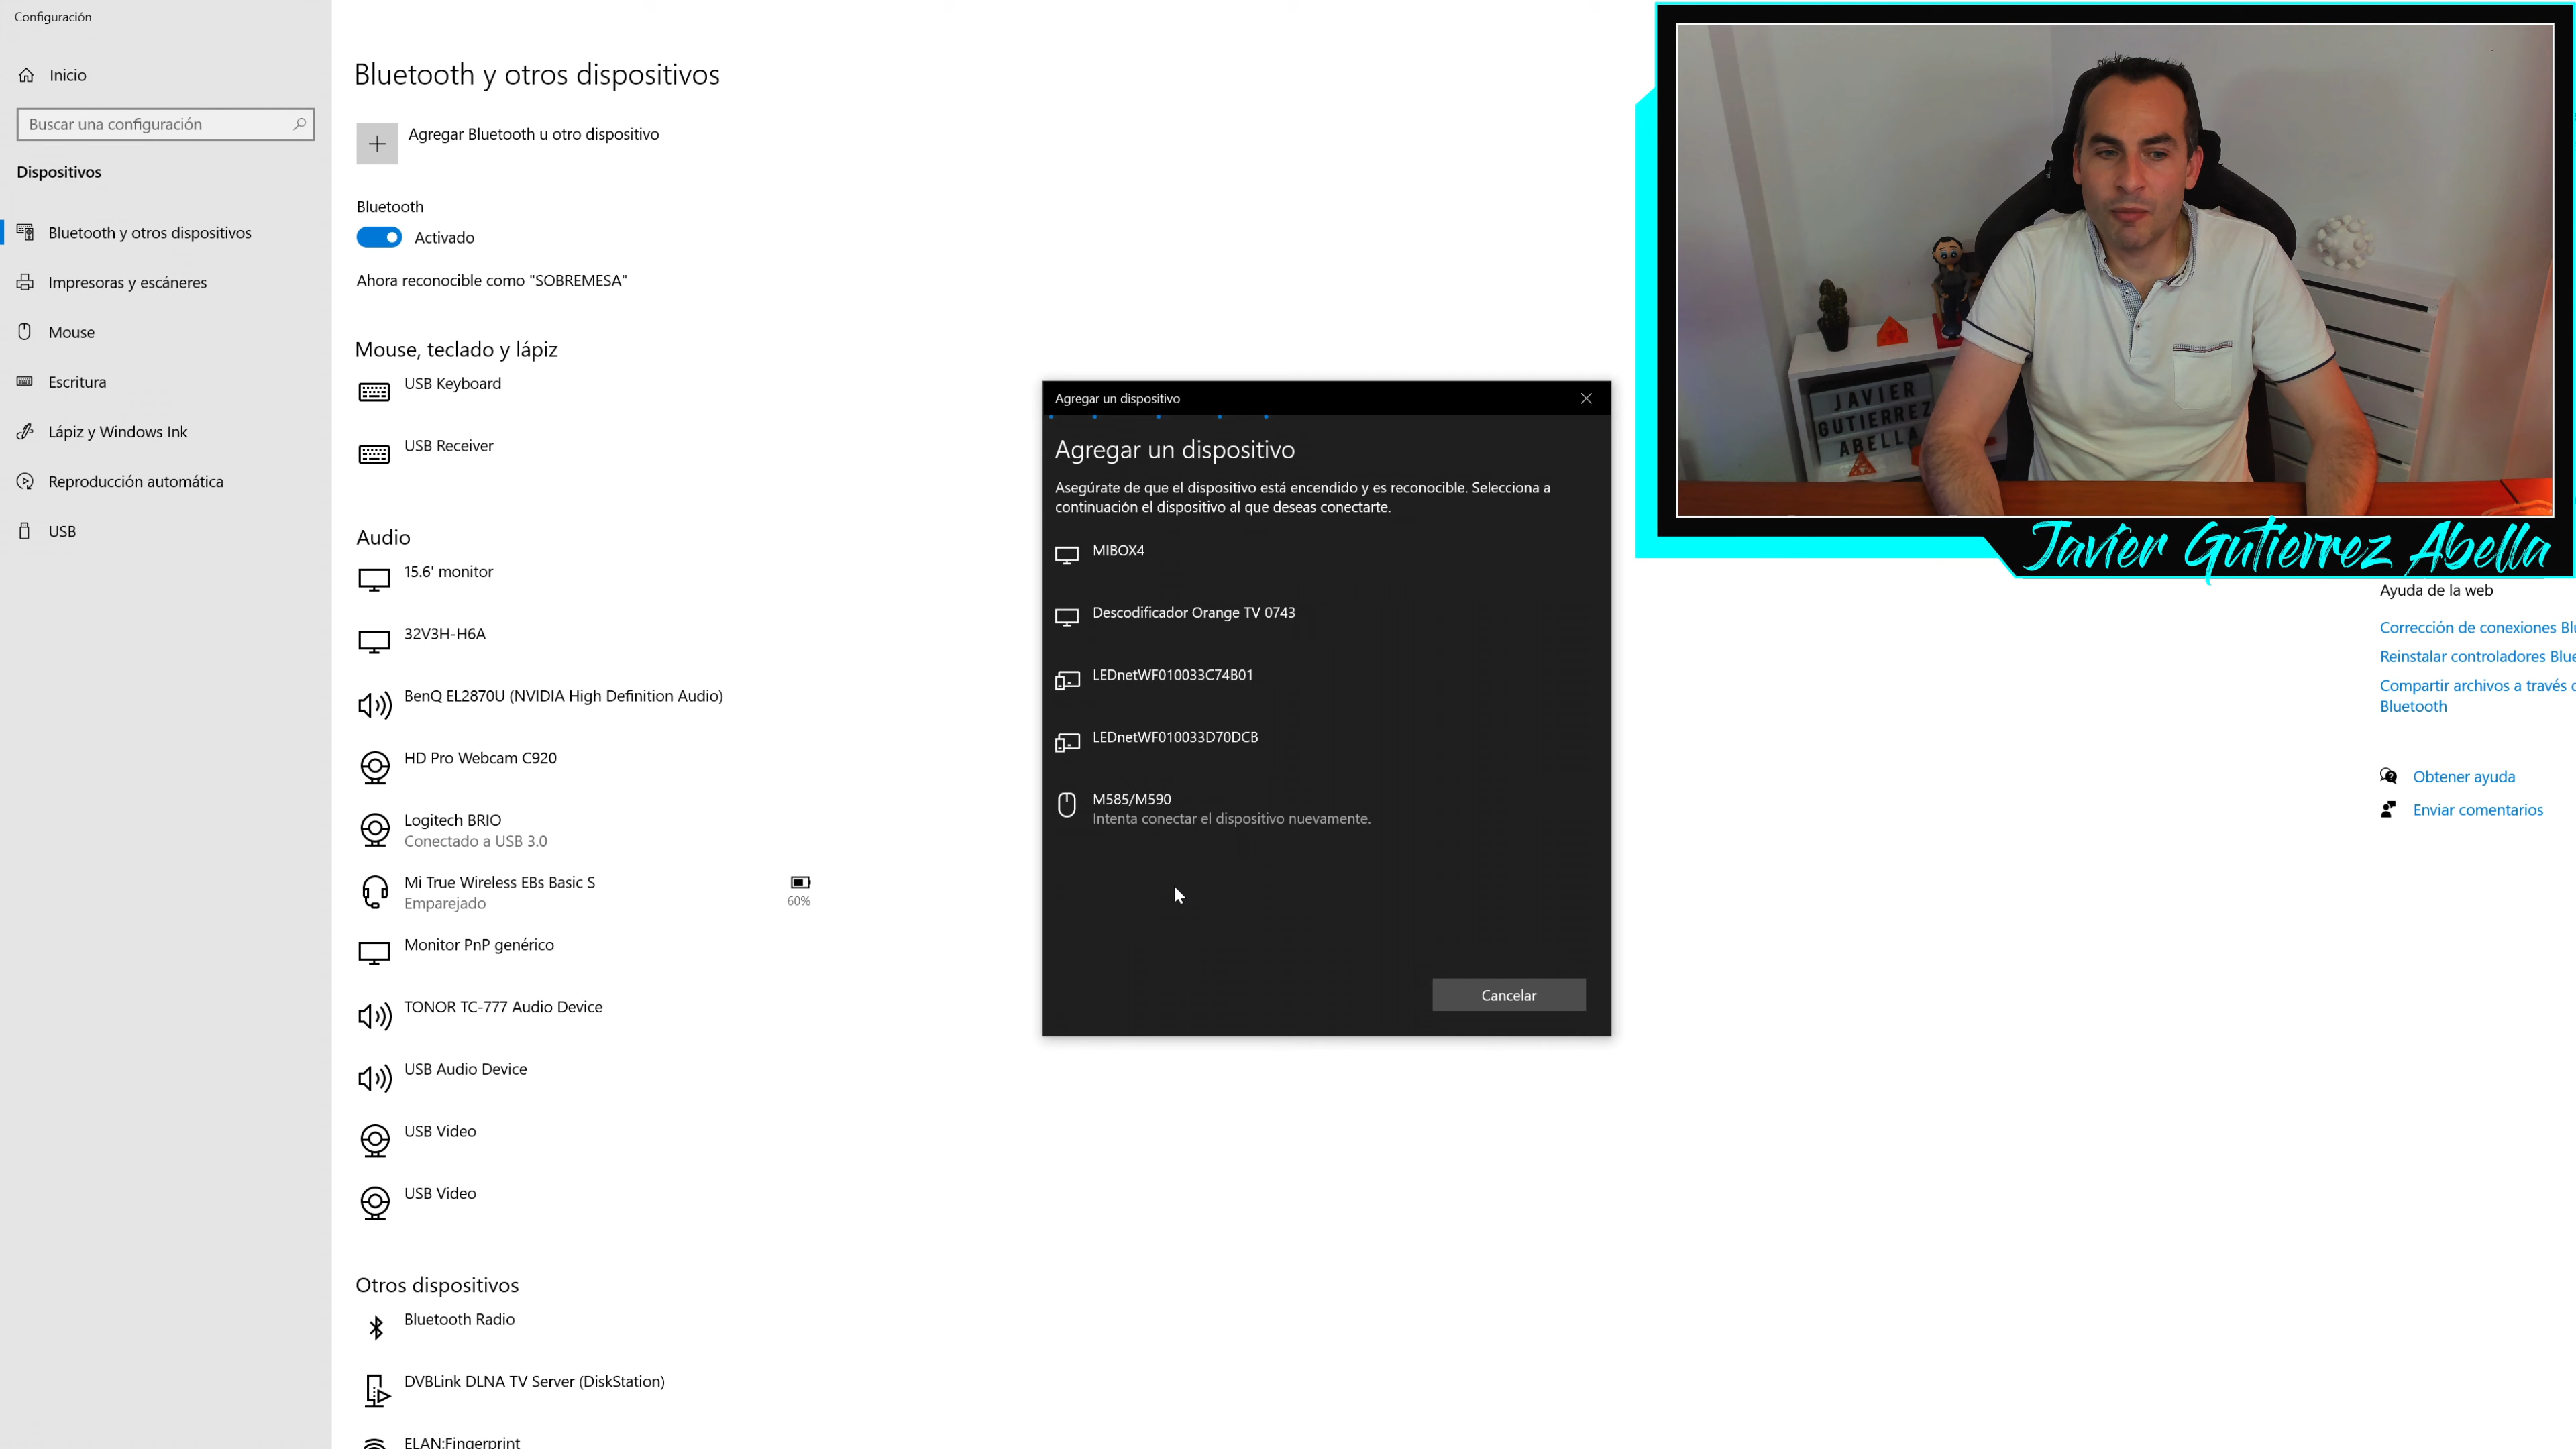 Configuración
Inicio
Buscar una configuración
Dispositivos
Bluetooth y otros dispositivos
Impresoras y escáneres
Mouse
Escritura
Lápiz y Windows Ink
Reproducción automática
USB
Bluetooth y otros dispositivos
Agregar Bluetooth u otro dispositivo
Bluetooth
Activado
Ahora reconocible como "SOBREMESA"
Mouse, teclado y lápiz
USB Keyboard
USB Receiver
Audio
15.6' monitor
32V3H-H6A
BenQ EL2870U (NVIDIA High Definition Audio)
HD Pro Webcam C920
Logitech BRIO
Conectado a USB 3.0
Mi True Wireless EBs Basic S
Emparejado
60%
Monitor PnP genérico
TONOR TC-777 Audio Device
USB Audio Device
USB Video
USB Video
Otros dispositivos
Bluetooth Radio
DVBLink DLNA TV Server (DiskStation)
ELAN:Fingerprint
Agregar un dispositivo
Agregar un dispositivo
Asegúrate de que el dispositivo está encendido y es reconocible. Selecciona a
continuación el dispositivo al que deseas conectarte.
MIBOX4
Descodificador Orange TV 0743
LEDnetWF010033C74B01
LEDnetWF010033D70DCB
M585/M590
Intenta conectar el dispositivo nuevamente.
Cancelar
JAVIER
GUTIERREZ
ABELLA
Javier Gutierrez Abella
Ayuda de la web
Corrección de conexiones Bl
Reinstalar controladores Blue
Compartir archivos a través
Bluetooth
Obtener ayuda
Enviar comentarios